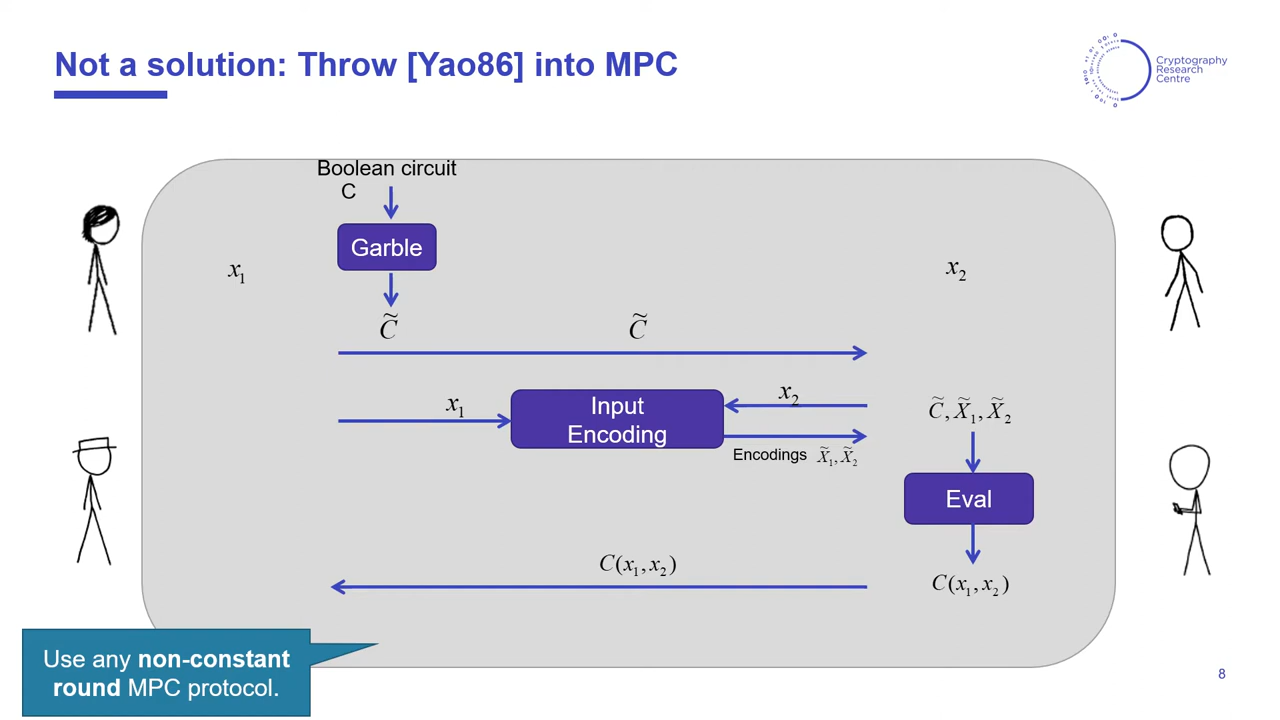 Not a solution: Throw [Yao86] into MPC
Cryptography
Research
Centre
Boolean circuit
C
Garble
x₁
x₂
C̃
C̃
x₁
Input
Encoding
x₂
Encodings X̃₁, X̃₂
C̃, X̃₁, X̃₂
Eval
C(x₁, x₂)
C(x₁, x₂)
Use any non-constant
round MPC protocol.
8